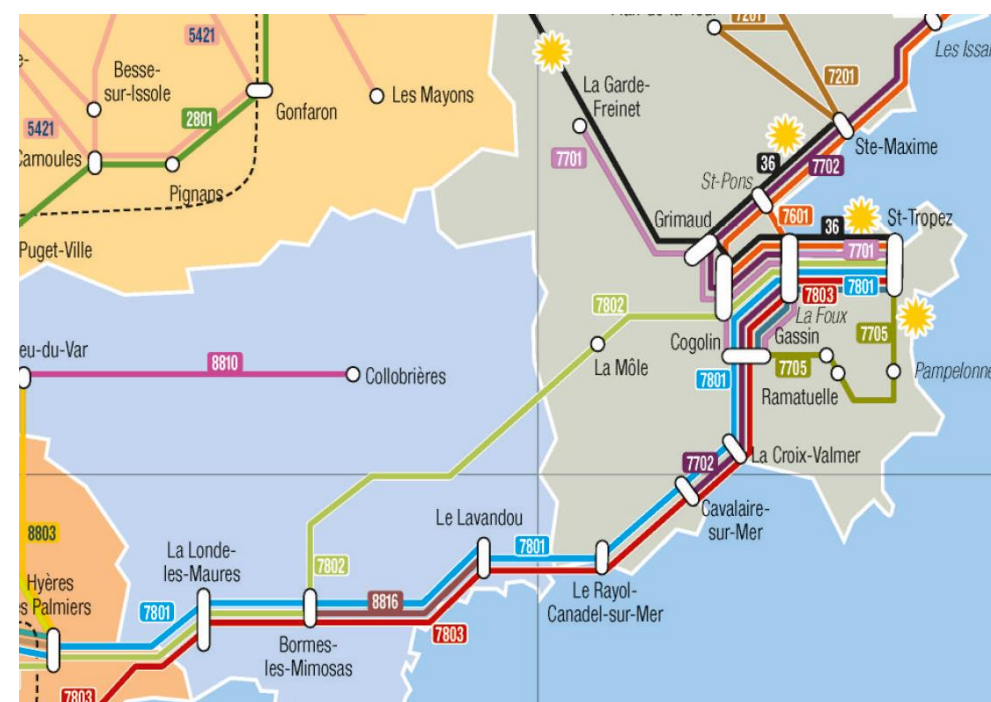 7201
5421
Les Issa
Besse-
sur-Issole
La Garde-
Freinet
7201
Les Mayons
Gonfaron
2801
5421
Ste-Maxime
Carnoules
36
7702
7701
St-Pons
Pignans
Grimaud
7601
36
St-Tropez
Puget-Ville
7701
7801
7803
7802
La Foux
7705
Cogolin
Gassin
eu-du-Var
8810
La Môle
7705
Collobrières
7801
Pampelonne
Ramatuelle
7702
La Croix-Valmer
Cavalaire-
sur-Mer
Le Lavandou
8803
7801
La Londe-
les-Maures
7802
Hyères
s Palmiers
Le Rayol-
Canadel-sur-Mer
7801
8816
7803
Bormes-
les-Mimosas
7803